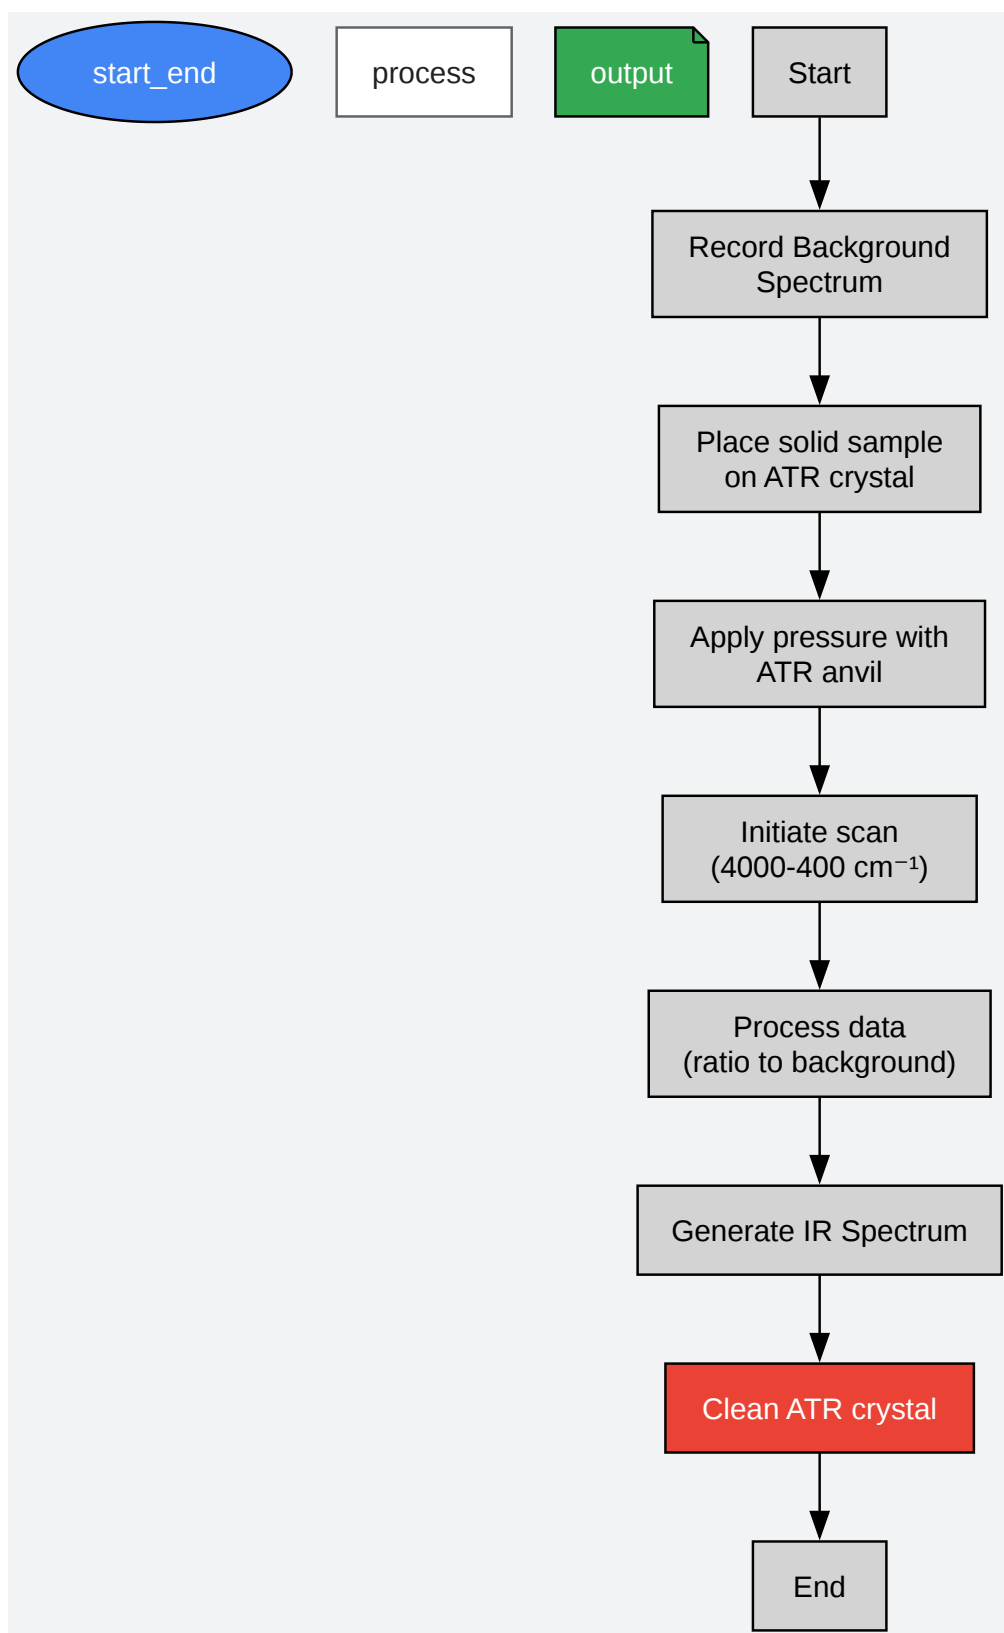 start_end
process
output
Start
Record Background
Spectrum
Place solid sample
on ATR crystal
Apply pressure with
ATR anvil
Initiate scan
(4000-400 cm⁻¹)
Process data
(ratio to background)
Generate IR Spectrum
Clean ATR crystal
End